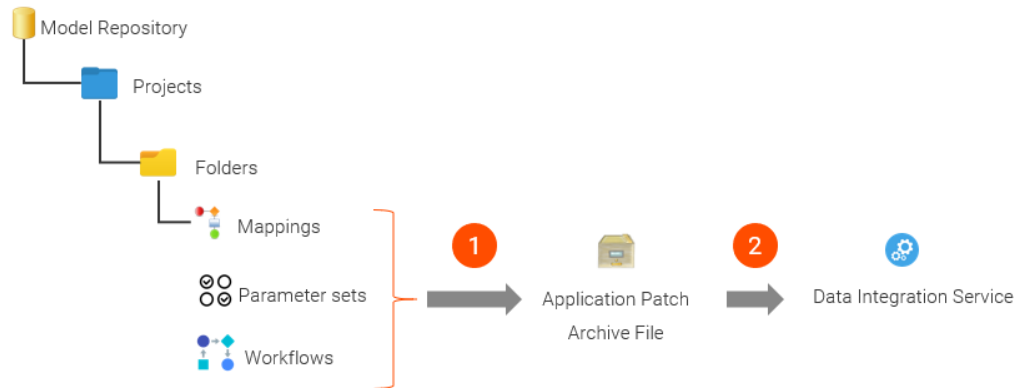 Model Repository
Projects
Folders
Mappings
Parameter sets
Workflows
1
Application Patch
Archive File
2
Data Integration Service